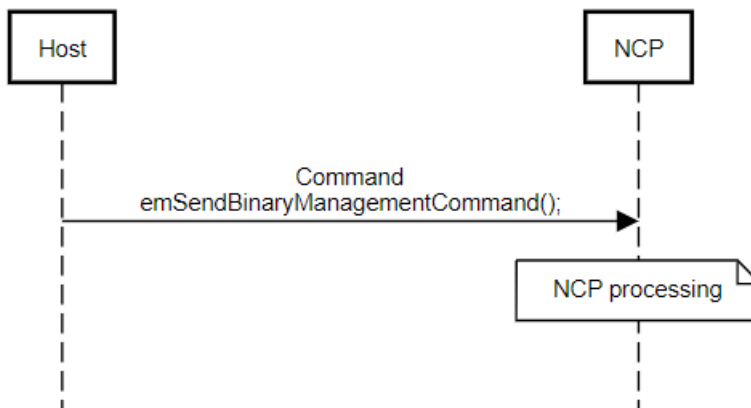 Host
NCP
Command
emSendBinaryManagementCommand();
NCP processing